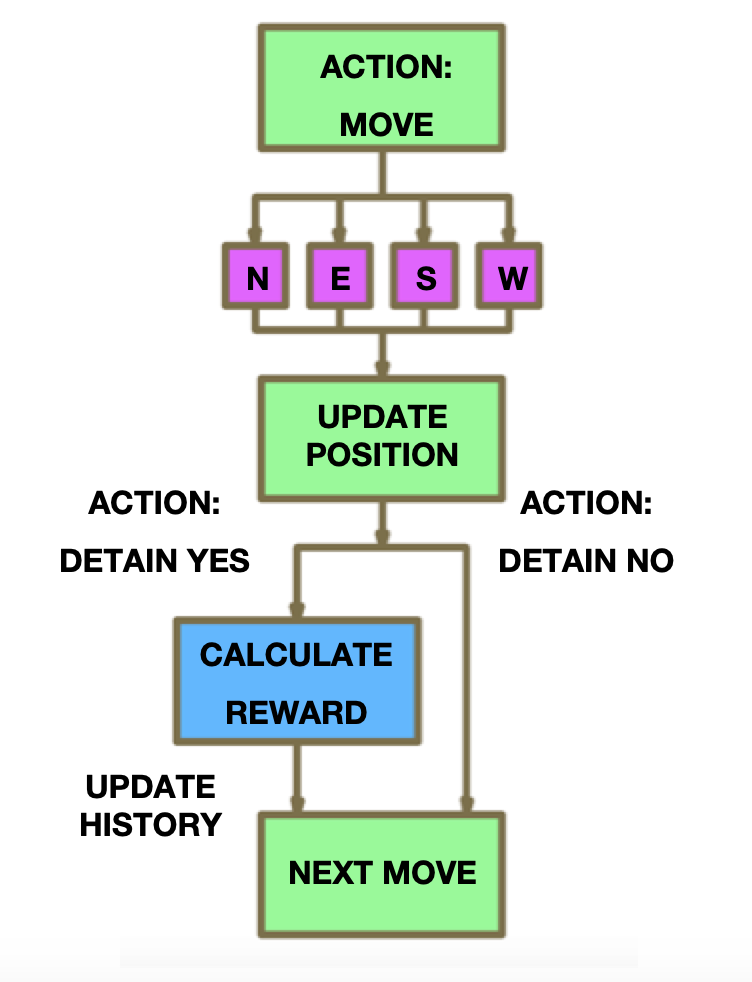 ACTION:
MOVE
N E S W
UPDATE
POSITION
ACTION:
DETAIN YES
ACTION:
DETAIN NO
CALCULATE
REWARD
UPDATE
HISTORY
NEXT MOVE